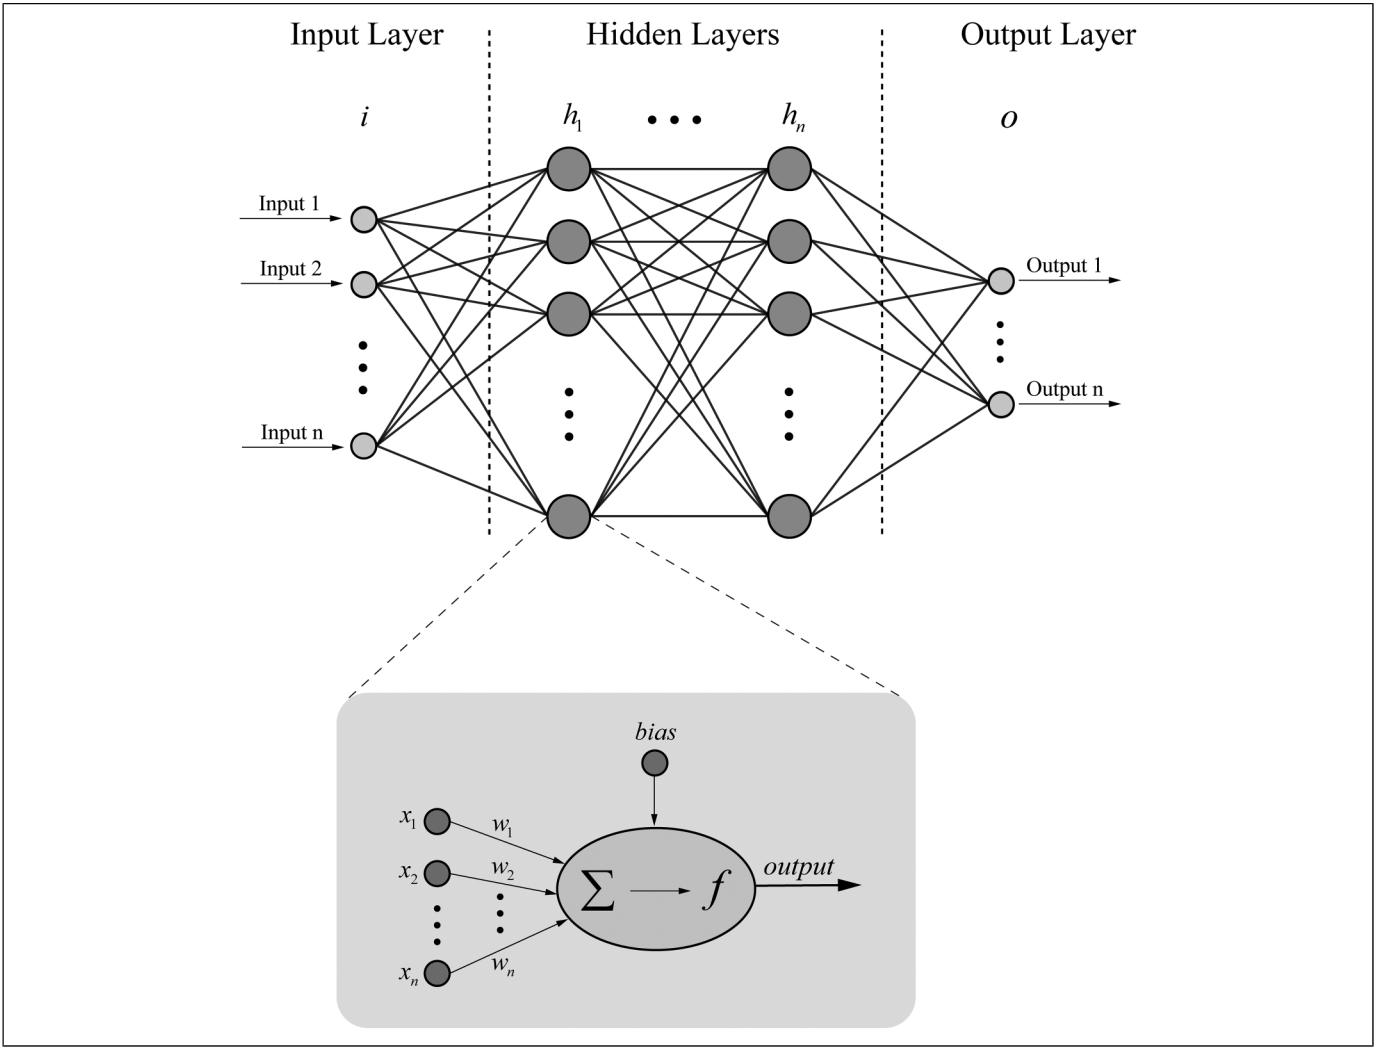 Input Layer
Hidden Layers
Output Layer
i
h₁
• • •
hₙ
o
Input 1
Input 2
Input n
Output 1
Output n
bias
x₁
w₁
x₂
w₂
xₙ
wₙ
∑
f
output